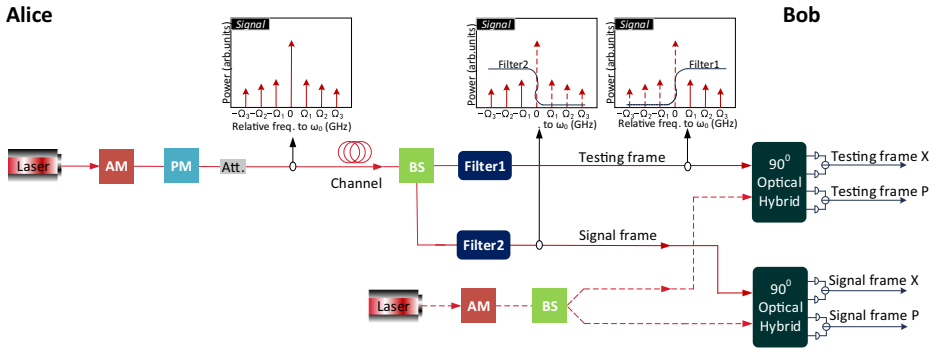 Alice
Bob
Signal
Power (arb.units)
−Ω₃ −Ω₂ −Ω₁ 0 Ω₁ Ω₂ Ω₃
Relative freq. to ω₀ (GHz)
Signal
Power (arb.units)
Filter2
−Ω₃ −Ω₂ −Ω₁ 0 Ω₁ Ω₂ Ω₃
to ω₀ (GHz)
Signal
Power (arb.units)
Filter1
−Ω₃ −Ω₂ −Ω₁ 0 Ω₁ Ω₂ Ω₃
Relative freq. to ω₀ (GHz)
Laser
AM
PM
Att.
Channel
BS
Filter1
Testing frame
90⁰
Optical
Hybrid
Testing frame X
Testing frame P
Filter2
Signal frame
Laser
AM
BS
90⁰
Optical
Hybrid
Signal frame X
Signal frame P